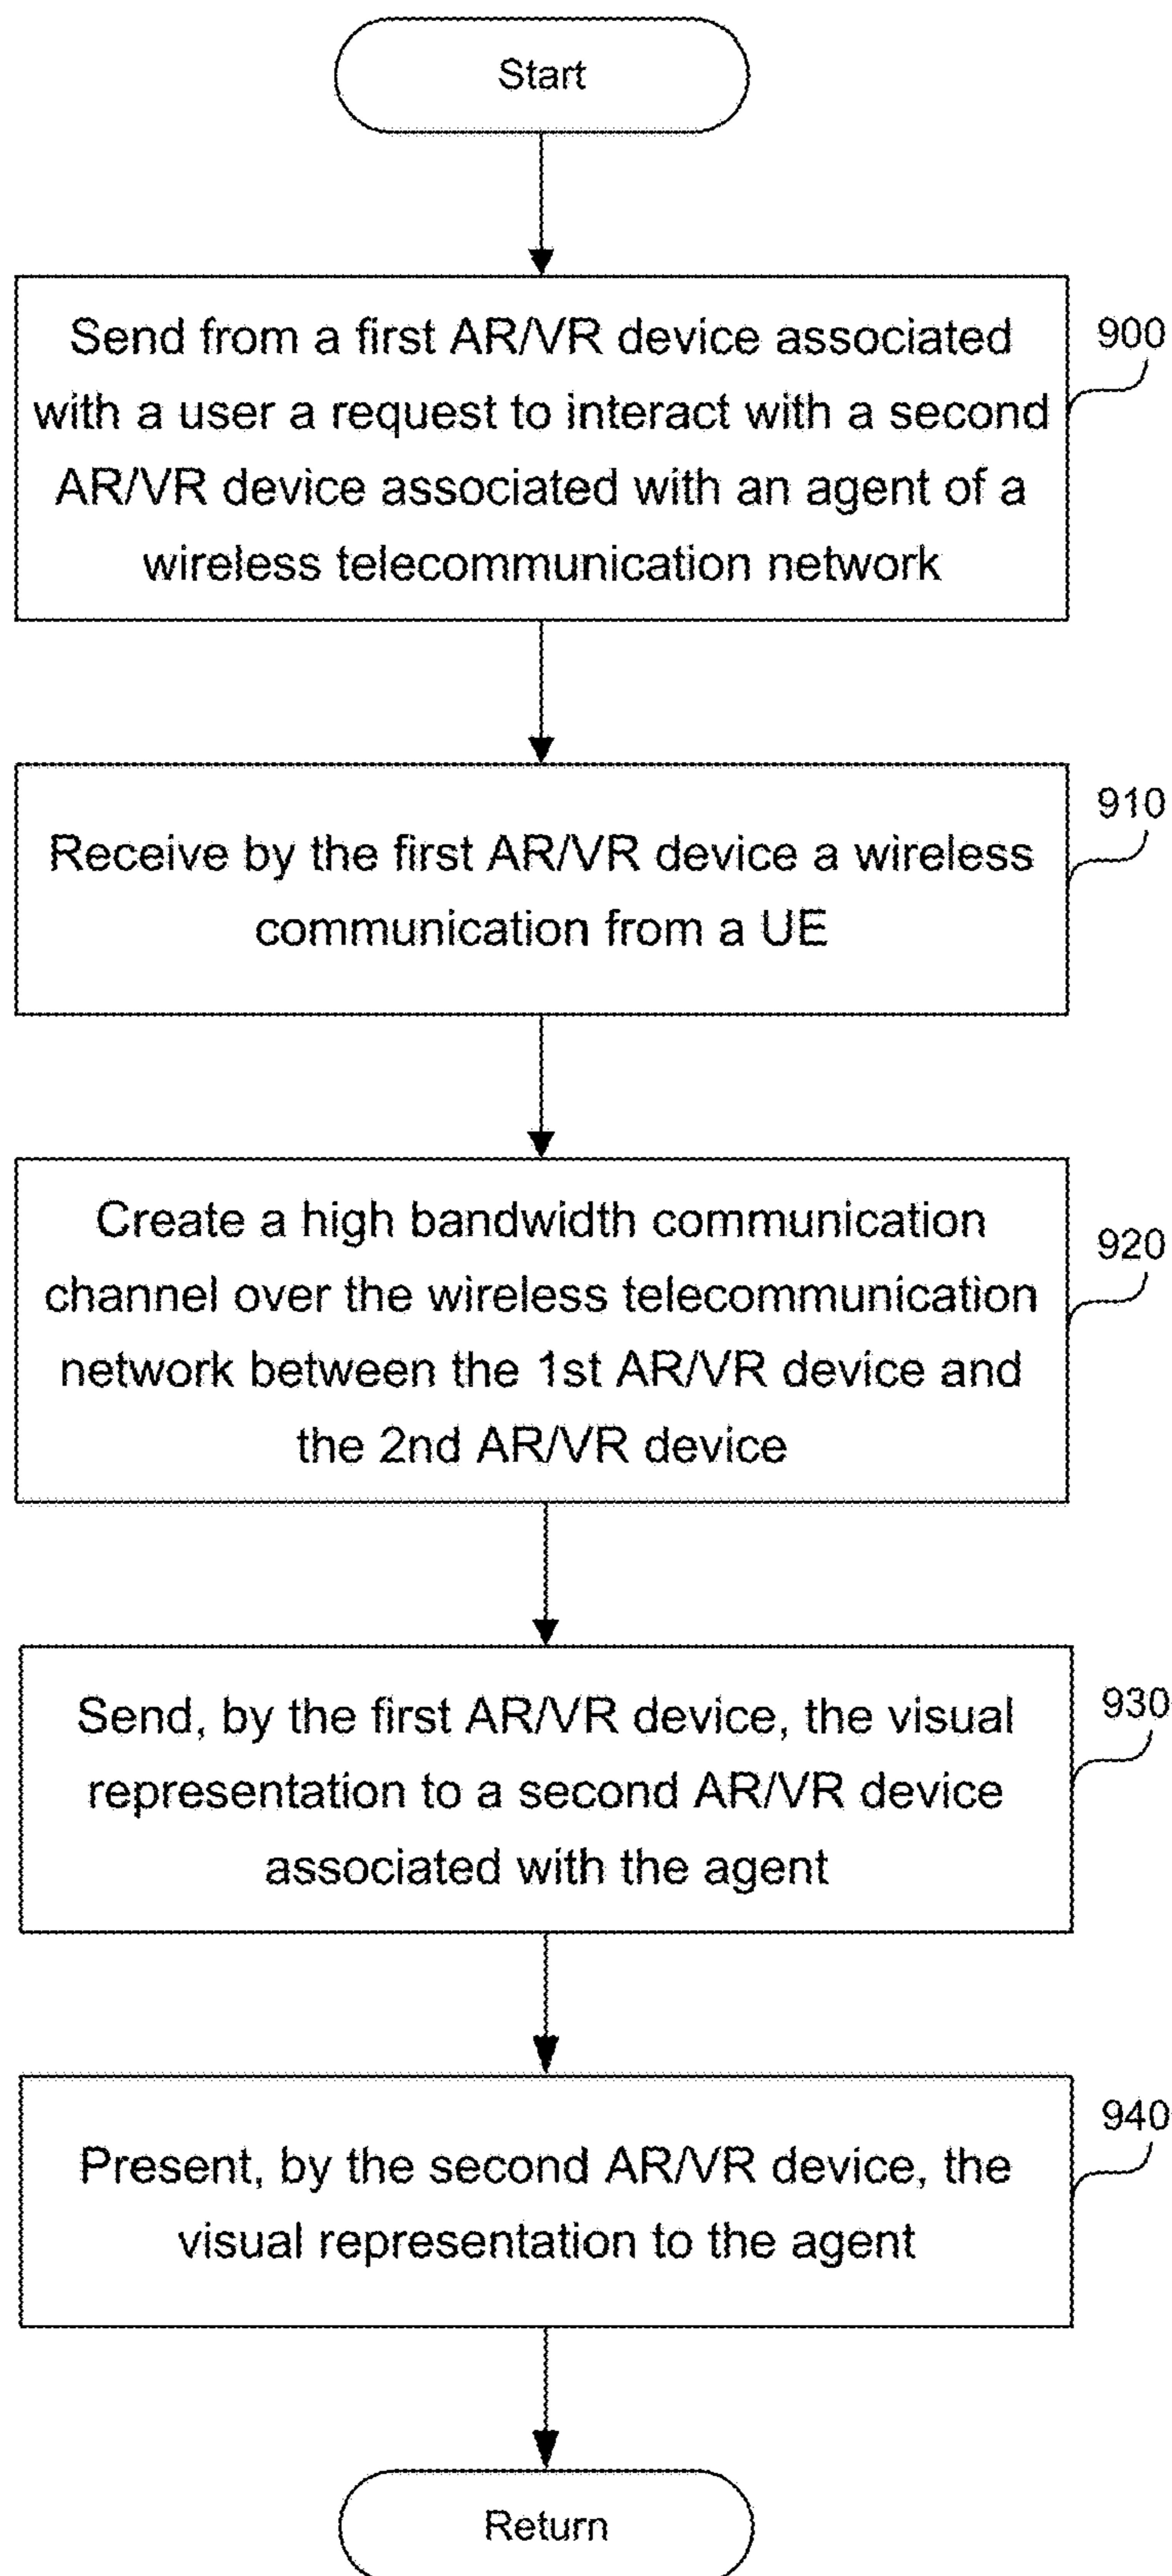 Start
Send from a first AR/VR device associated
with a user a request to interact with a second
AR/VR device associated with an agent of a
wireless telecommunication network
900
Receive by the first AR/VR device a wireless
communication from a UE
910
Create a high bandwidth communication
channel over the wireless telecommunication
network between the 1st AR/VR device and
the 2nd AR/VR device
920
Send, by the first AR/VR device, the visual
representation to a second AR/VR device
associated with the agent
930
Present, by the second AR/VR device, the
visual representation to the agent
940
Return